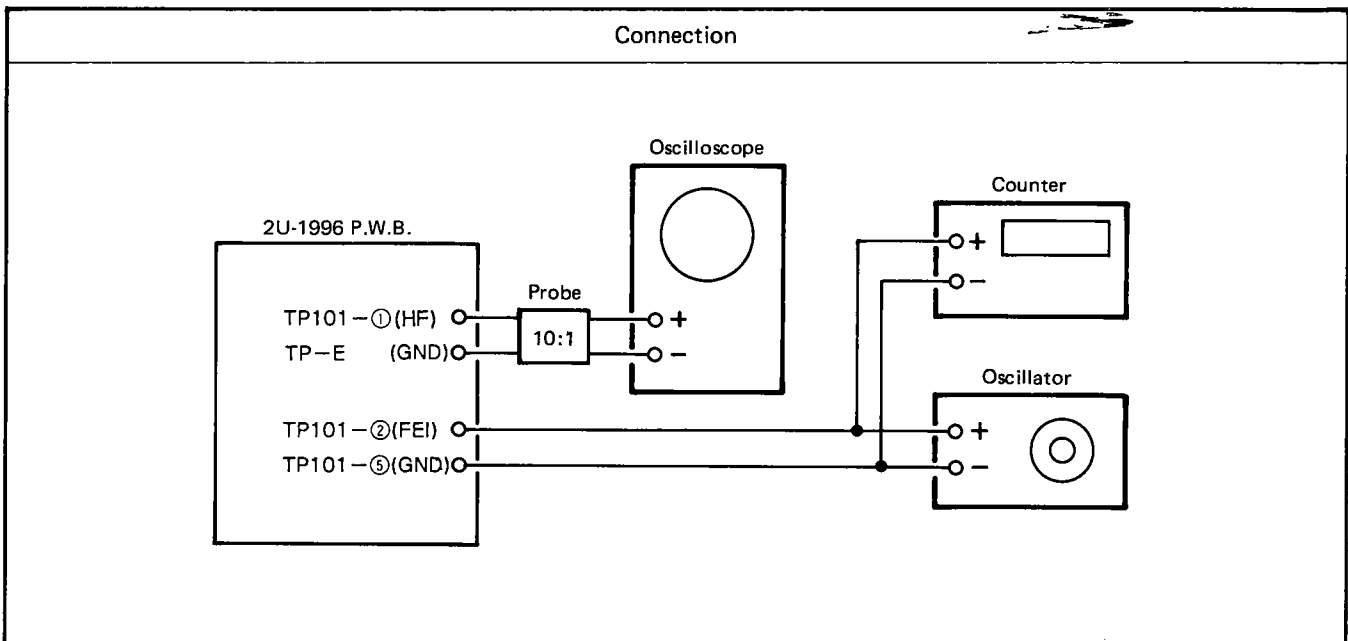 Connection
Oscilloscope
Counter
2U-1996 P.W.B.
+
−
Probe
TP101−①(HF)
10:1
+
TP−E (GND)
−
Oscillator
TP101−②(FEI)
+
TP101−⑤(GND)
−